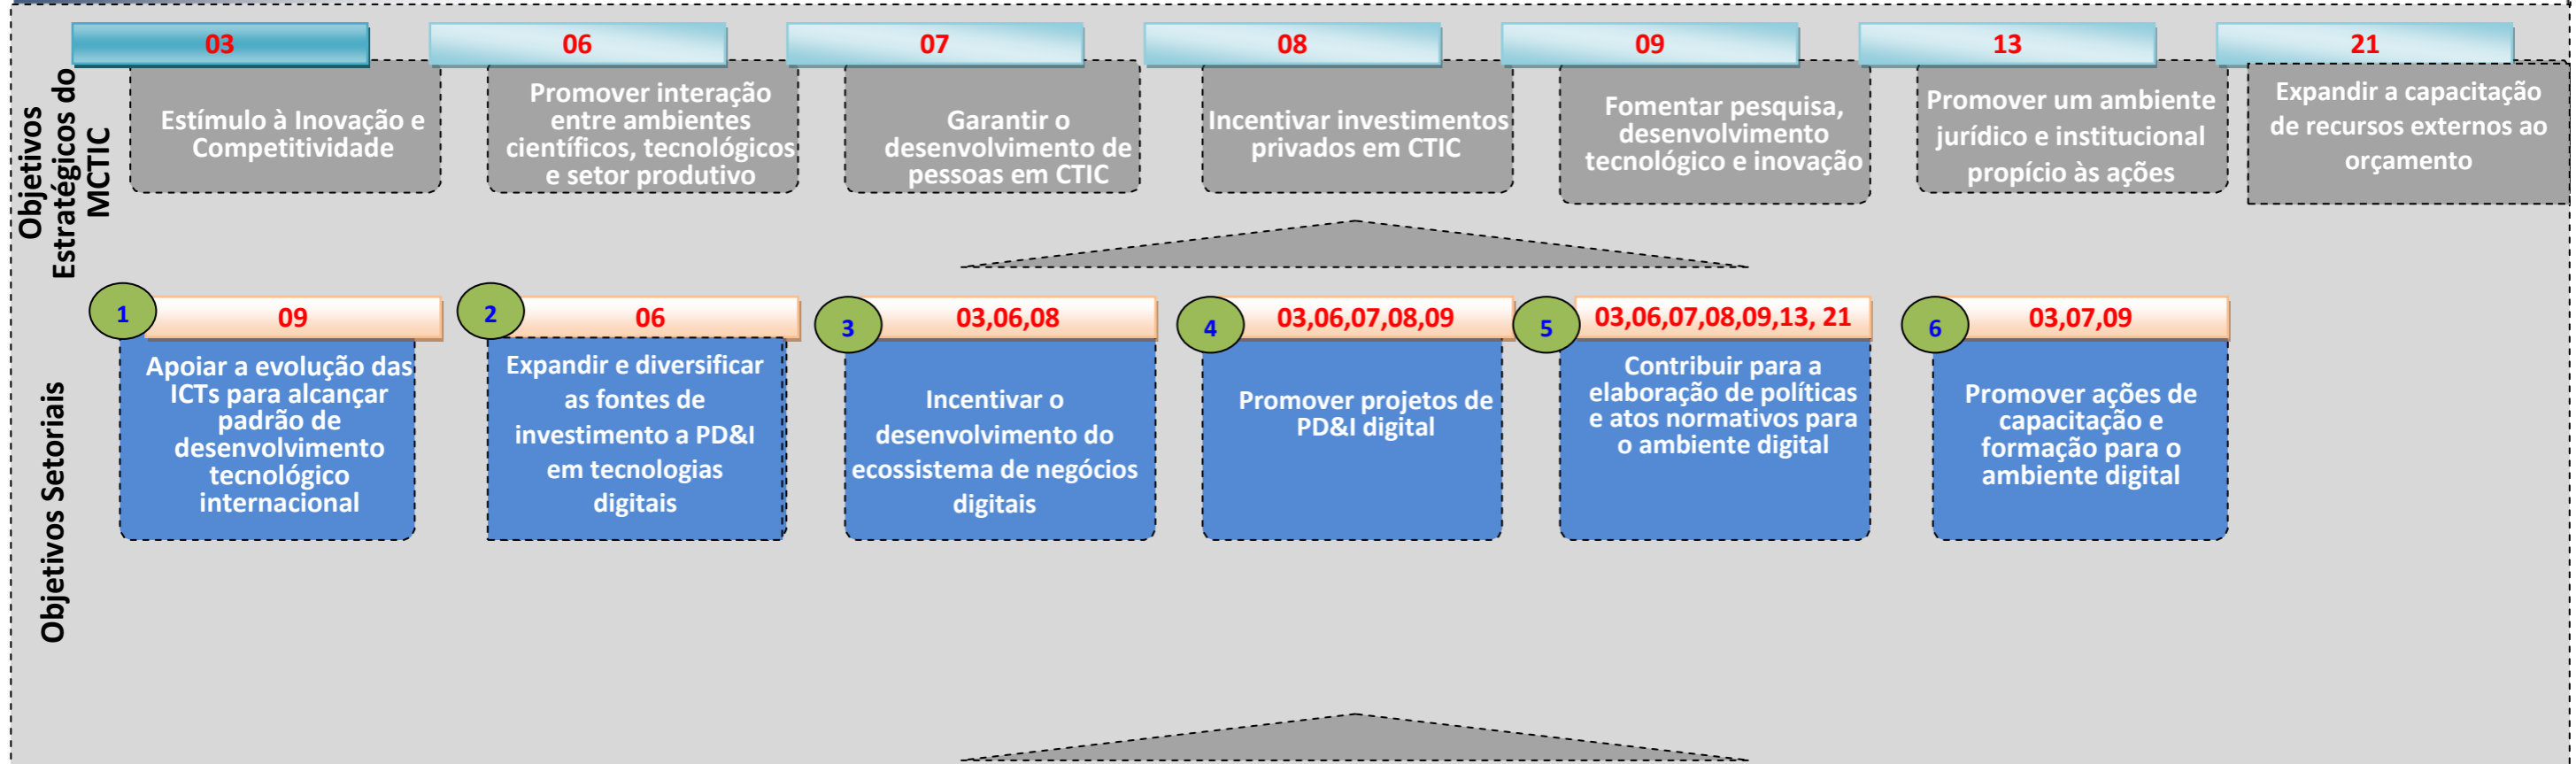 Objetivos
Estratégicos do
MCTIC
03
Estímulo à Inovação e
Competitividade
06
Promover interação
entre ambientes
científicos, tecnológicos
e setor produtivo
07
Garantir o
desenvolvimento de
pessoas em CTIC
08
Incentivar investimentos
privados em CTIC
09
Fomentar pesquisa,
desenvolvimento
tecnológico e inovação
13
Promover um ambiente
jurídico e institucional
propício às ações
21
Expandir a capacitação
de recursos externos ao
orçamento
Objetivos Setoriais
1
09
Apoiar a evolução das
ICTs para alcançar
padrão de
desenvolvimento
tecnológico
internacional
2
06
Expandir e diversificar
as fontes de
investimento a PD&I
em tecnologias
digitais
3
03,06,08
Incentivar o
desenvolvimento do
ecossistema de negócios
digitais
4
03,06,07,08,09
Promover projetos de
PD&I digital
5
03,06,07,08,09,13, 21
Contribuir para a
elaboração de políticas
e atos normativos para
o ambiente digital
6
03,07,09
Promover ações de
capacitação e
formação para o
ambiente digital